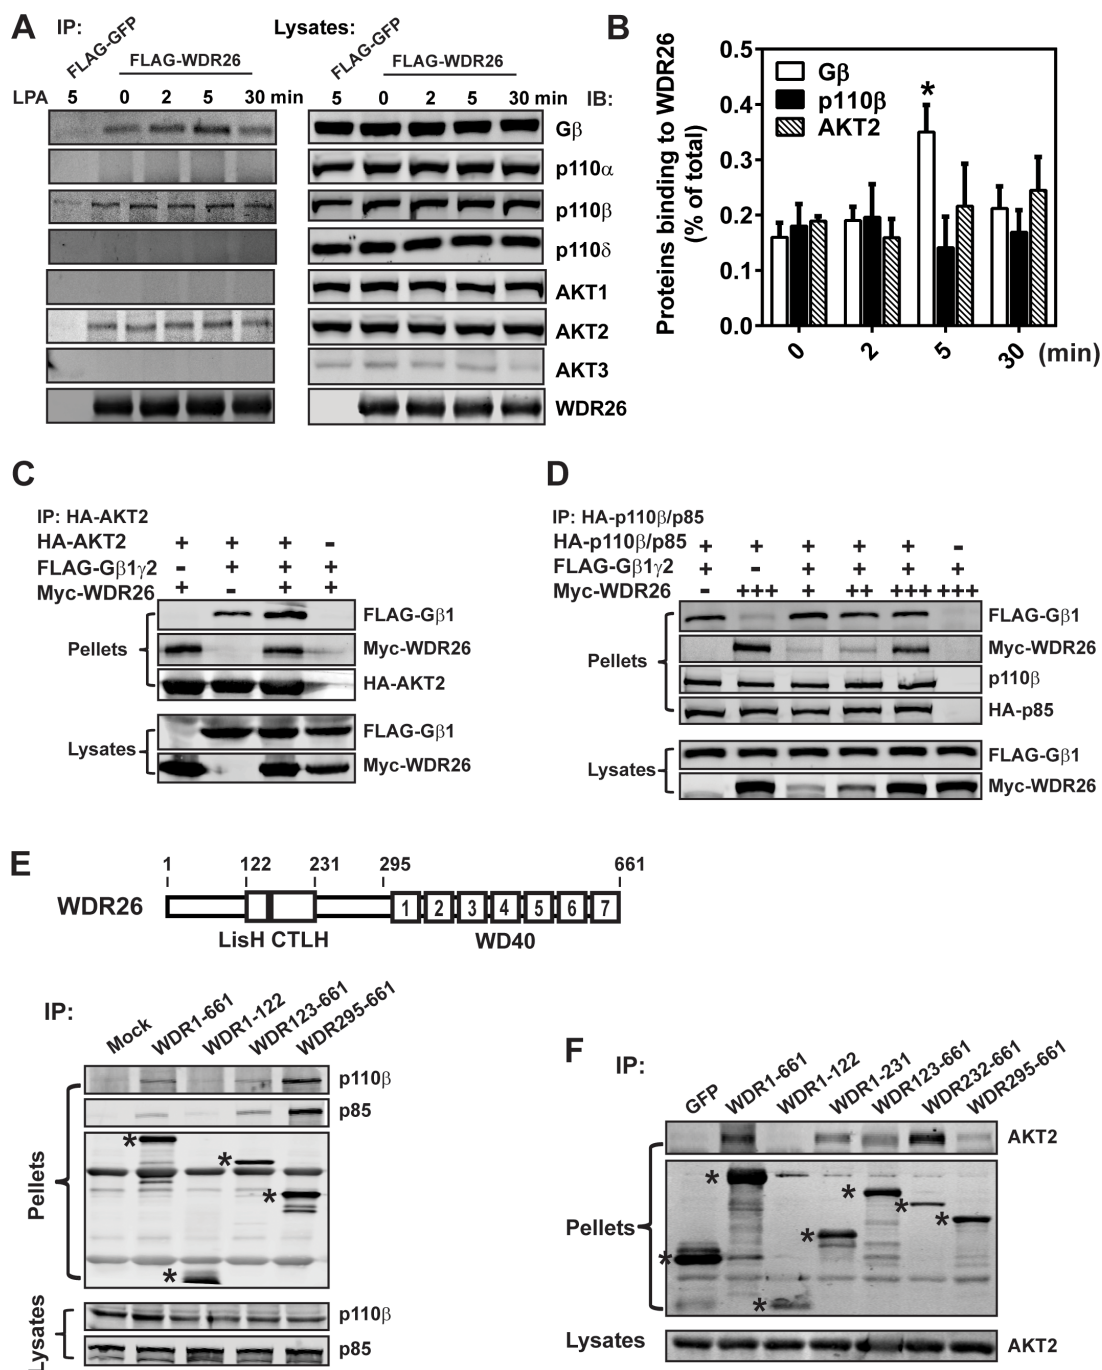 A
IP:
FLAG-GFP
FLAG-WDR26
Lysates:
FLAG-GFP
FLAG-WDR26
LPA 5 0 2 5 30 min 5 0 2 5 30 min IB:
Gβ
p110α
p110β
p110δ
AKT1
AKT2
AKT3
WDR26
B
Proteins binding to WDR26
(% of total)
0.5
0.4
0.3
0.2
0.1
0.0
Gβ
p110β
AKT2
*
0 2 5 30 (min)
C
IP: HA-AKT2
HA-AKT2 + + + -
FLAG-Gβ1γ2 - + + +
Myc-WDR26 + - + +
Pellets
FLAG-Gβ1
Myc-WDR26
HA-AKT2
Lysates
FLAG-Gβ1
Myc-WDR26
D
IP: HA-p110β/p85
HA-p110β/p85 + + + + + -
FLAG-Gβ1γ2 + - + + + +
Myc-WDR26 - +++ + ++ +++ +++
Pellets
FLAG-Gβ1
Myc-WDR26
p110β
HA-p85
Lysates
FLAG-Gβ1
Myc-WDR26
E
1 122 231 295 661
WDR26
1 2 3 4 5 6 7
LisH CTLH WD40
IP:
Mock
WDR1-661
WDR1-122
WDR123-661
WDR295-661
Pellets
p110β
p85
*
*
*
*
Lysates
p110β
p85
F
IP:
GFP
WDR1-661
WDR1-122
WDR1-231
WDR123-661
WDR232-661
WDR295-661
Pellets
AKT2
*
*
*
*
*
*
*
Lysates
AKT2